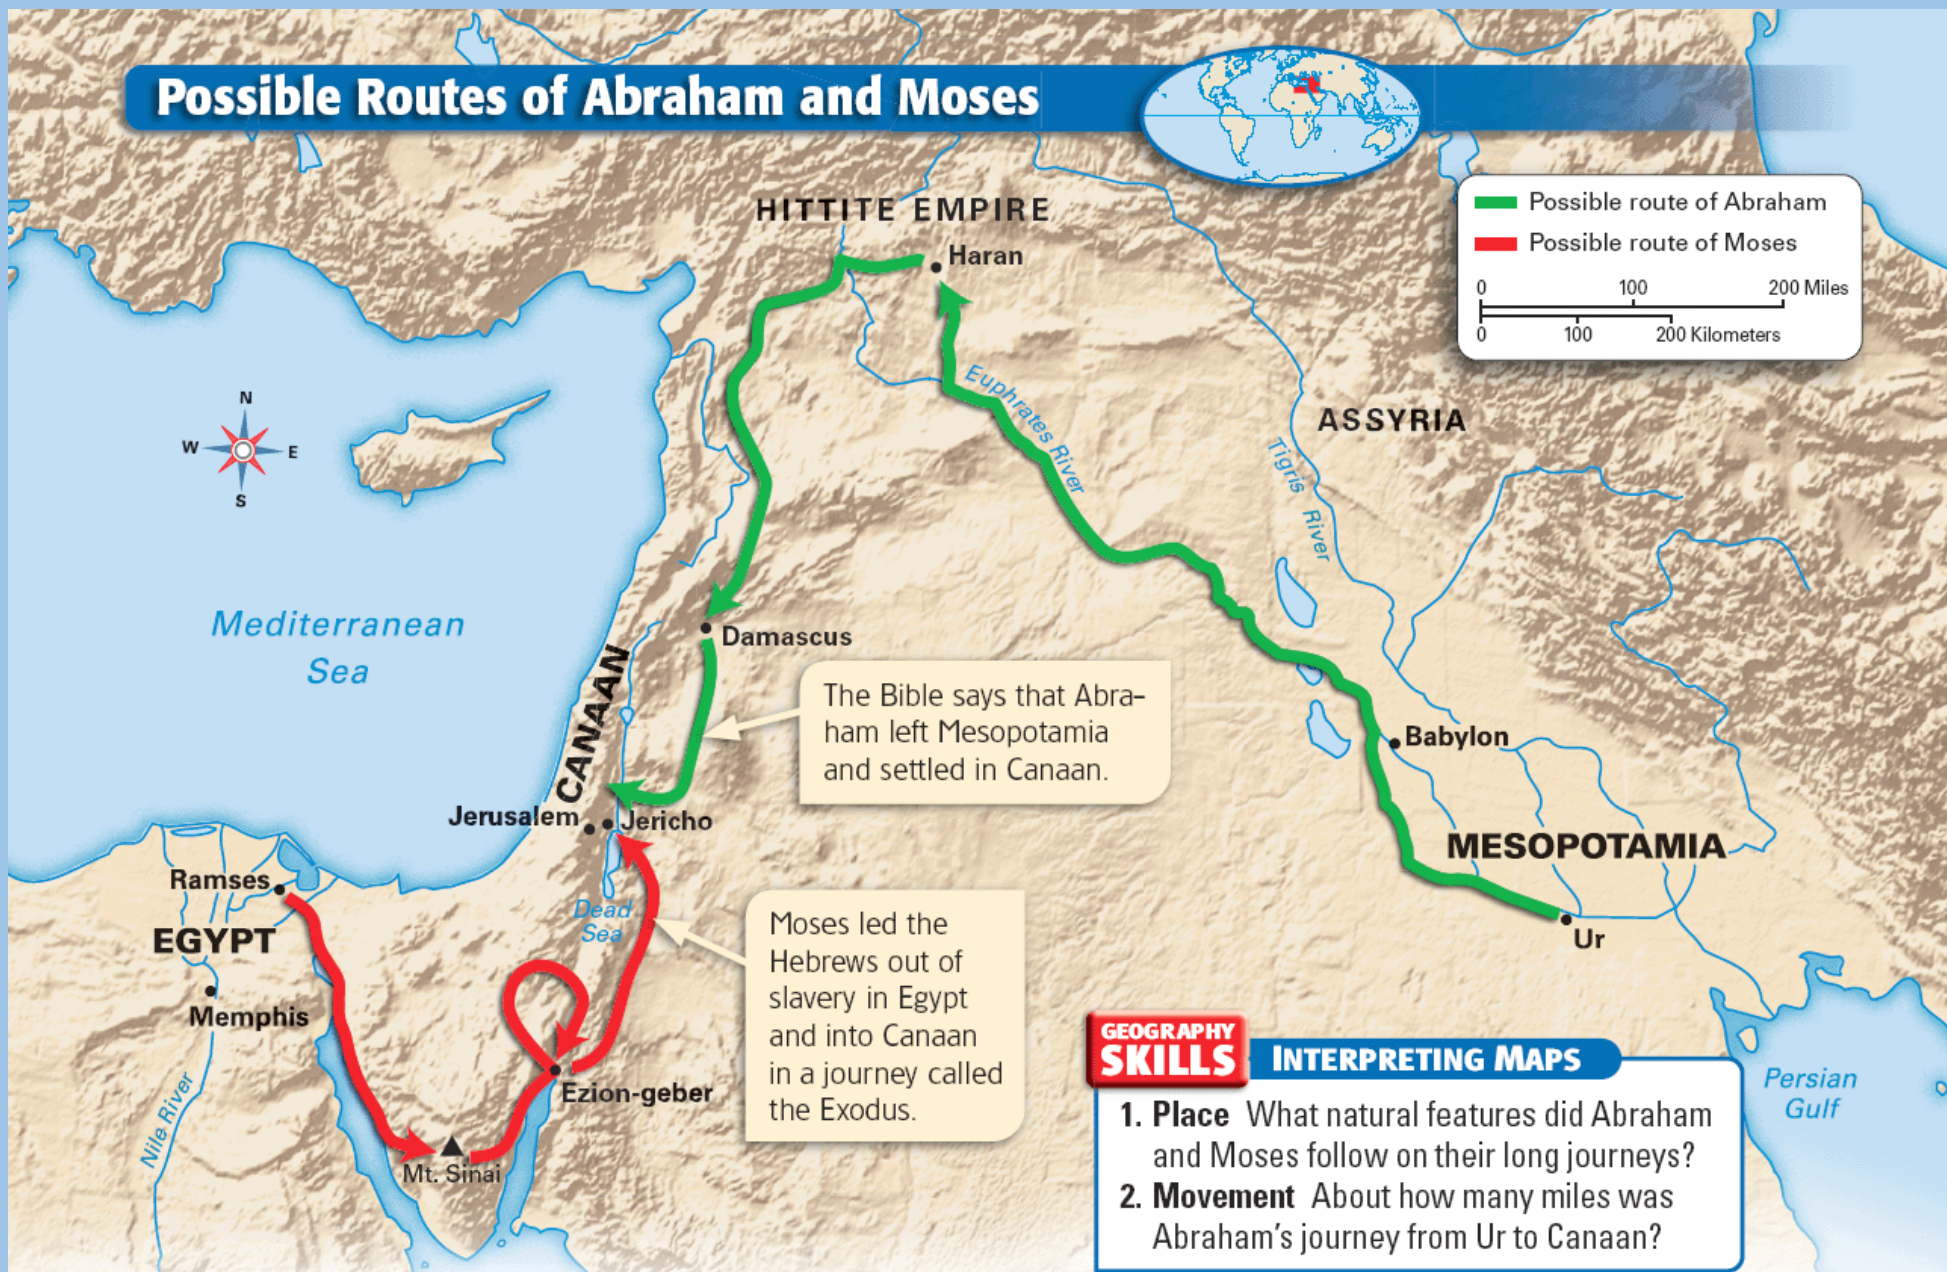 Possible Routes of Abraham and Moses
Possible route of Abraham
Possible route of Moses
0 100 200 Miles
0 100 200 Kilometers
HITTITE EMPIRE
Haran
N
W E
S
Euphrates River
ASSYRIA
Tigris River
Mediterranean
Sea
Damascus
CANAAN
The Bible says that Abra–
ham left Mesopotamia
and settled in Canaan.
Babylon
Jerusalem
Jericho
MESOPOTAMIA
Ramses
Dead
Sea
EGYPT
Ur
Memphis
Moses led the
Hebrews out of
slavery in Egypt
and into Canaan
in a journey called
the Exodus.
Ezion-geber
Nile River
Mt. Sinai
Persian
Gulf
GEOGRAPHY
SKILLS
INTERPRETING MAPS
1. Place What natural features did Abraham
and Moses follow on their long journeys?
2. Movement About how many miles was
Abraham's journey from Ur to Canaan?